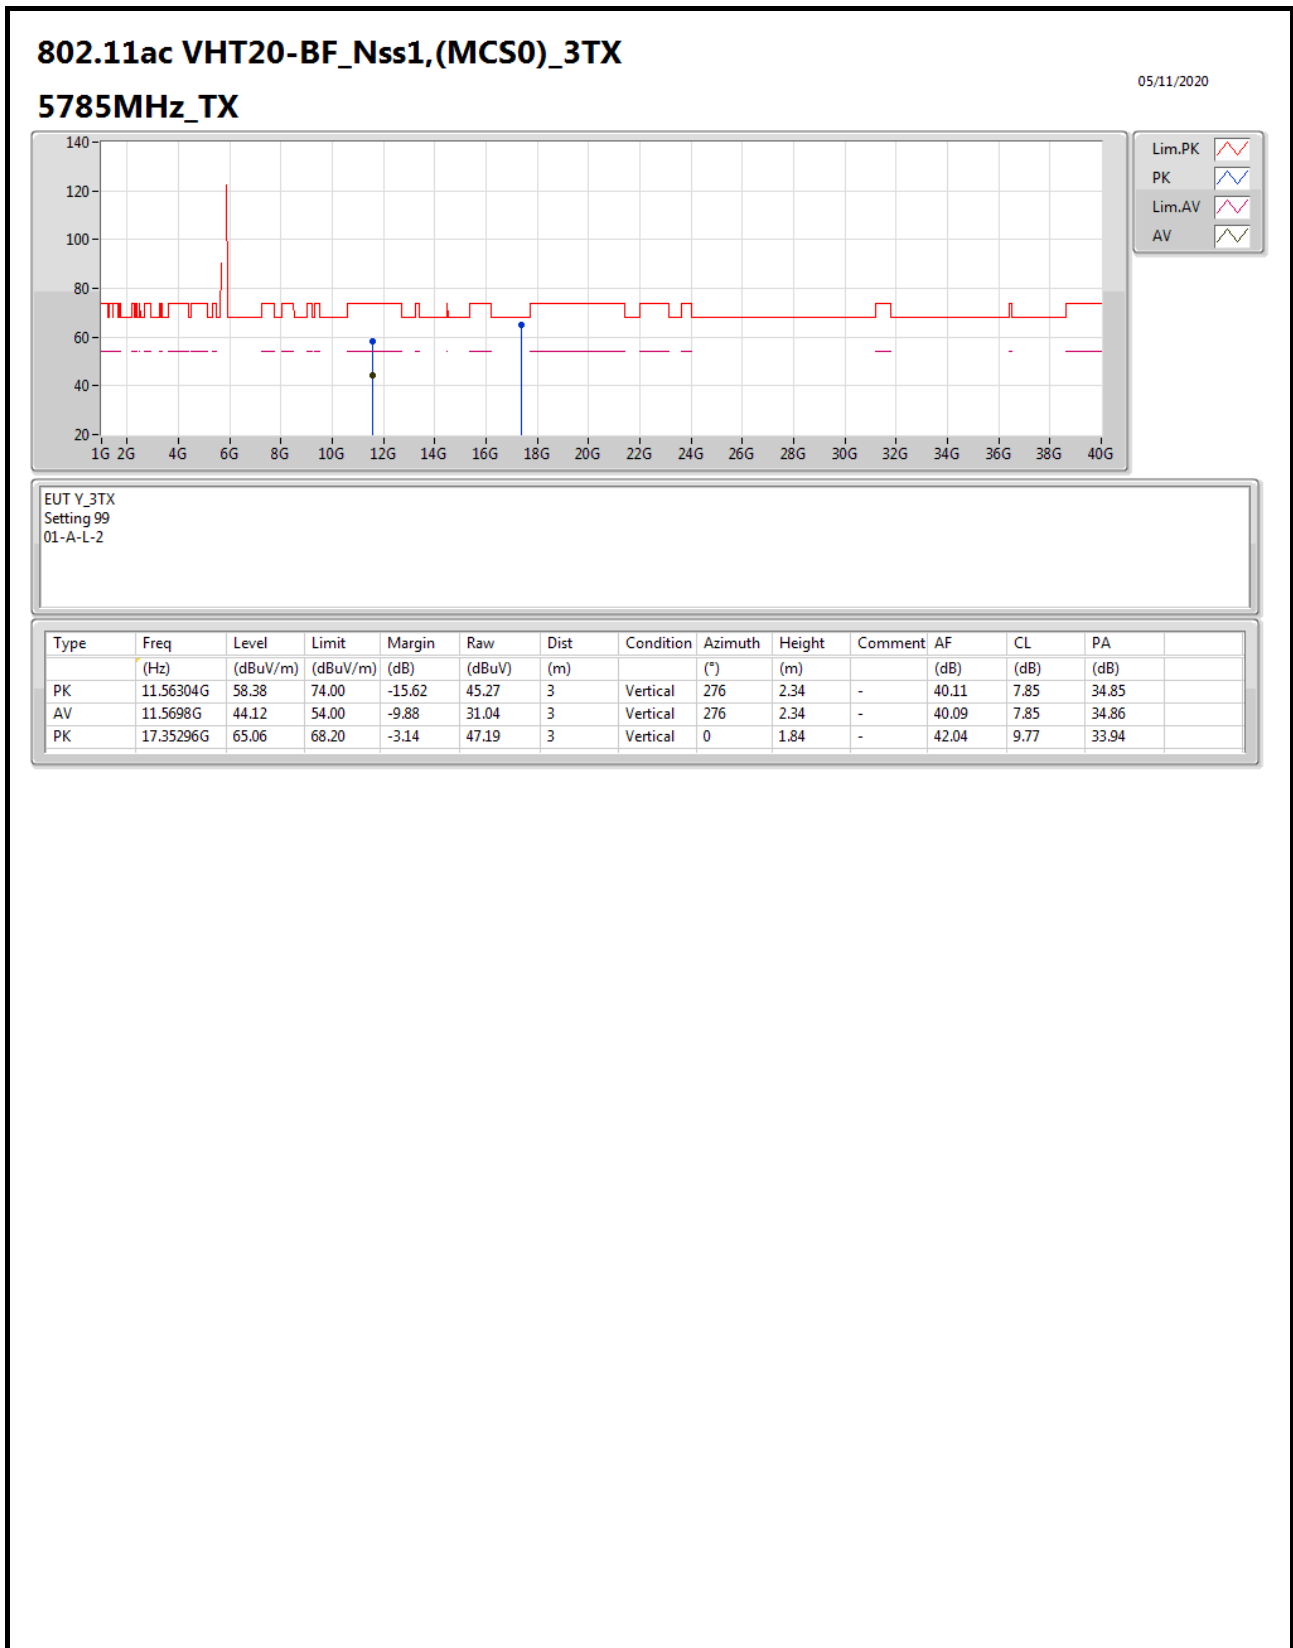 802.11ac VHT20-BF_Nss1,(MCS0)_3TX
05/11/2020
5785MHz_TX
140
120
100
80
60
40
20
1G 2G 4G 6G 8G 10G 12G 14G 16G 18G 20G 22G 24G 26G 28G 30G 32G 34G 36G 38G 40G
Lim.PK
PK
Lim.AV
AV
EUT Y_3TX
Setting 99
01-A-L-2
Type Freq Level Limit Margin Raw Dist Condition Azimuth Height Comment AF CL PA
(Hz) (dBuV/m) (dBuV/m) (dB) (dBuV) (m) (°) (m) (dB) (dB) (dB)
PK 11.56304G 58.38 74.00 -15.62 45.27 3 Vertical 276 2.34 - 40.11 7.85 34.85
AV 11.5698G 44.12 54.00 -9.88 31.04 3 Vertical 276 2.34 - 40.09 7.85 34.86
PK 17.35296G 65.06 68.20 -3.14 47.19 3 Vertical 0 1.84 - 42.04 9.77 33.94